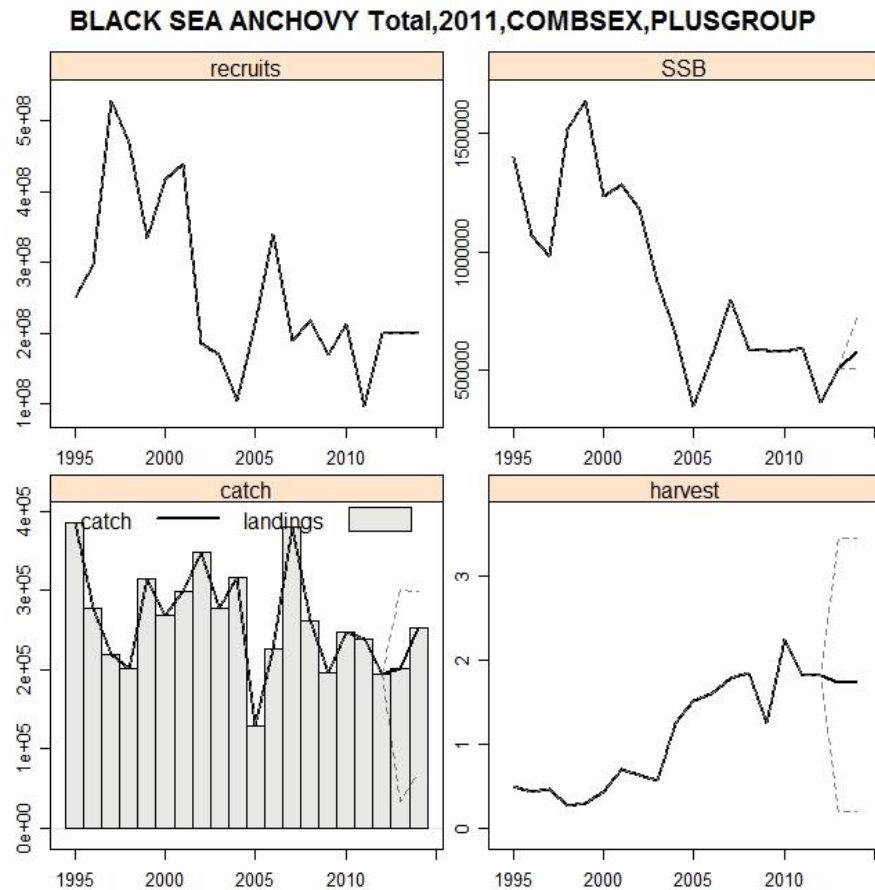 BLACK SEA ANCHOVY Total,2011,COMBSEX,PLUSGROUP
recruits
1e+08 2e+08 3e+08 4e+08 5e+08
1995 2000 2005 2010
SSB
500000 1000000 1500000
1995 2000 2005 2010
catch
catch landings
0e+00 1e+05 2e+05 3e+05 4e+05
1995 2000 2005 2010
harvest
0 1 2 3
1995 2000 2005 2010